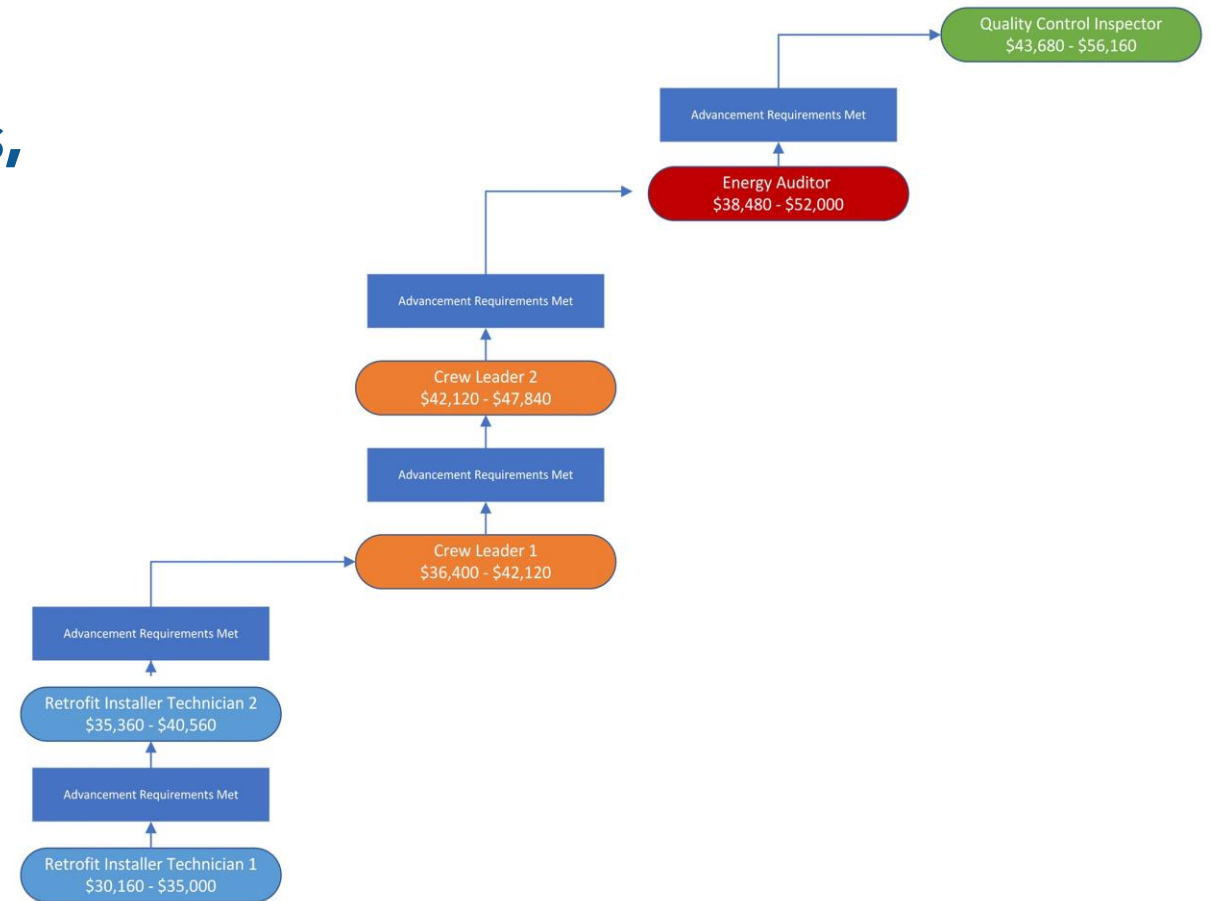 s,
Quality Control Inspector
$43,680 - $56,160
Advancement Requirements Met
Energy Auditor
$38,480 - $52,000
Advancement Requirements Met
Crew Leader 2
$42,120 - $47,840
Advancement Requirements Met
Crew Leader 1
$36,400 - $42,120
Advancement Requirements Met
Retrofit Installer Technician 2
$35,360 - $40,560
Advancement Requirements Met
Retrofit Installer Technician 1
$30,160 - $35,000